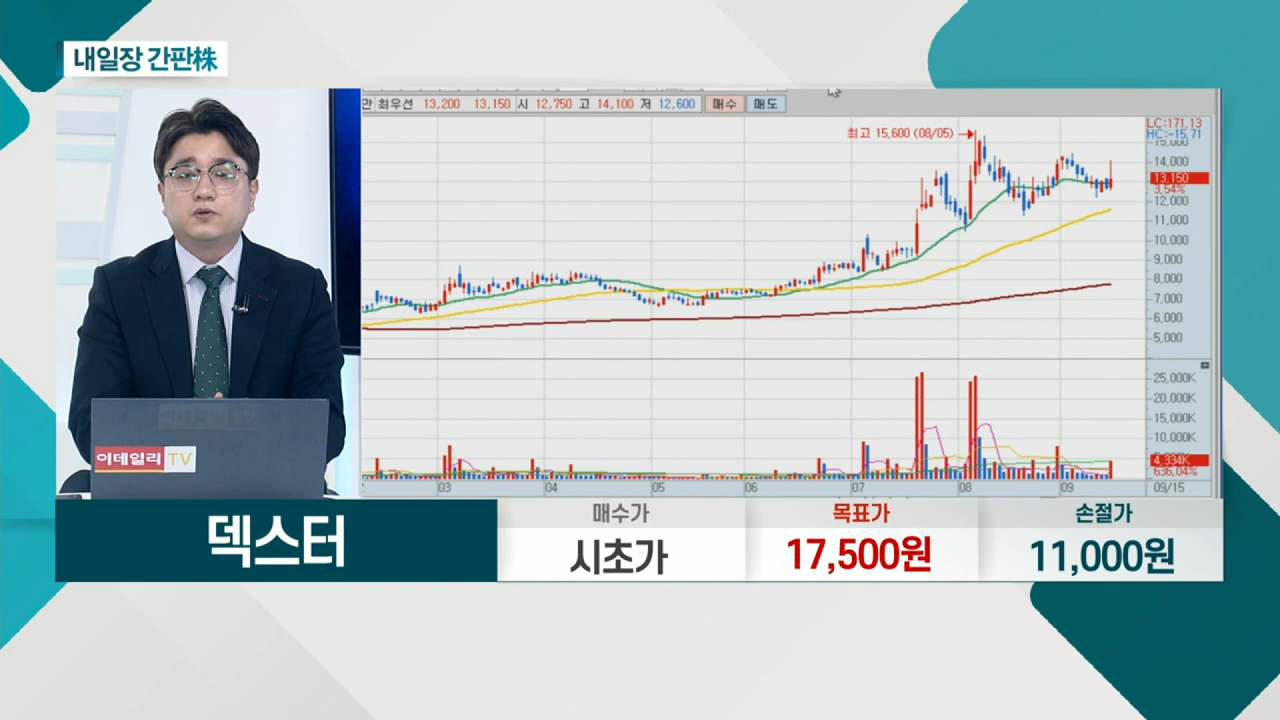 내일장 간판株
만 최우선 13,200 13,150 시 12,750 고 14,100 저 12,600 매수 매도
최고 15,600 (08/05)
LC:171.13
HC:-15.71
15,000
14,000
13,150
3.54%
12,000
11,000
10,000
9,000
8,000
7,000
6,000
5,000
25,000K
20,000K
15,000K
10,000K
4,334K
636.04%
03 04 05 06 07 08 09 09/15
이데일리 TV
덱스터
매수가 목표가 손절가
시초가 17,500원 11,000원